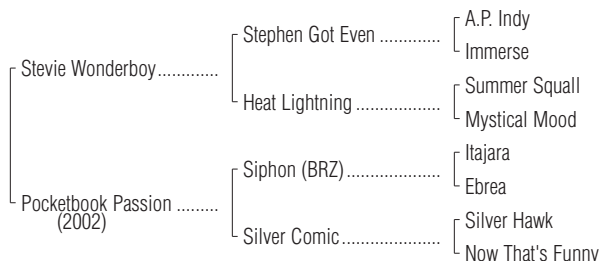 A.P. Indy
Stephen Got Even .............
Immerse
Stevie Wonderboy.............
Summer Squall
Heat Lightning ..................
Mystical Mood
Itajara
Siphon (BRZ)....................
Ebrea
Pocketbook Passion .........
(2002)
Silver Hawk
Silver Comic.....................
Now That's Funny